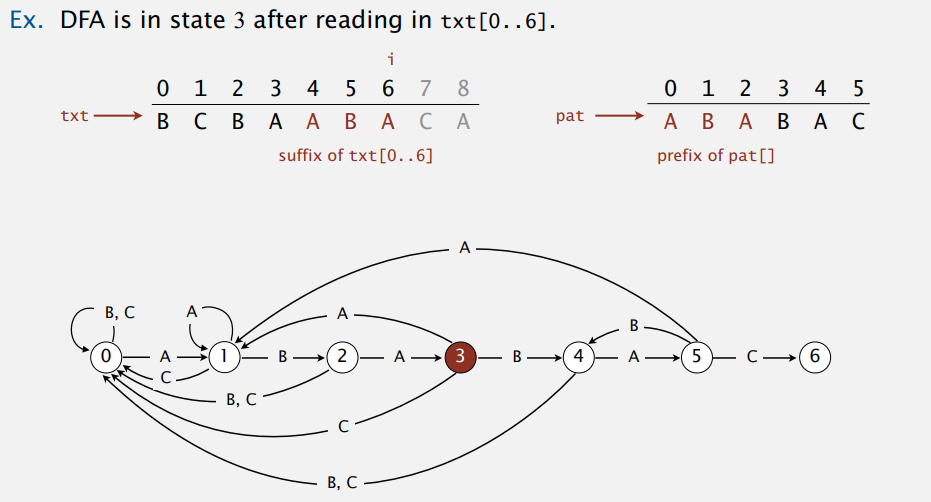 Ex. DFA is in state 3 after reading in txt[0..6].
i
0 1 2 3 4 5 6 7 8
0 1 2 3 4 5
txt B C B A A B A C A
pat A B A B A C
suffix of txt[0..6]
prefix of pat[]
A
B, C
A
A
B
0 A 1 B 2 A 3 B 4 A 5 C 6
C
B, C
C
B, C